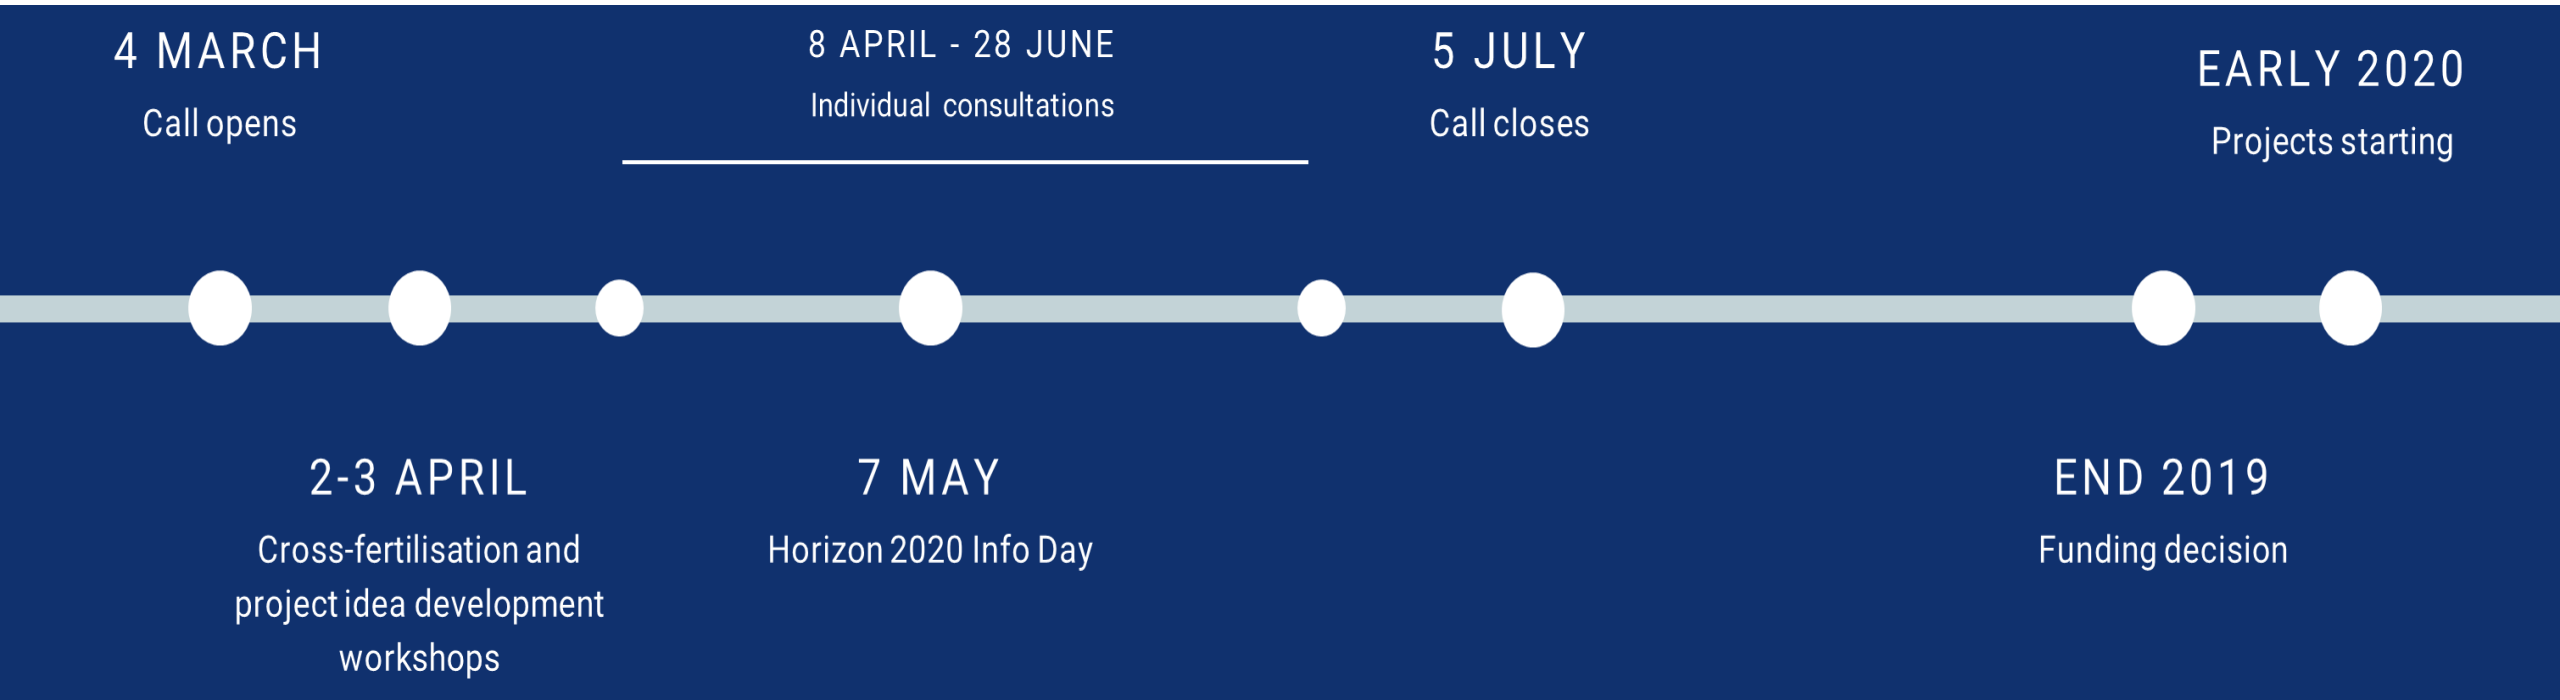 4 MARCH
Call opens
8 APRIL - 28 JUNE
Individual consultations
5 JULY
Call closes
EARLY 2020
Projects starting
2-3 APRIL
Cross-fertilisation and
project idea development
workshops
7 MAY
Horizon 2020 Info Day
END 2019
Funding decision